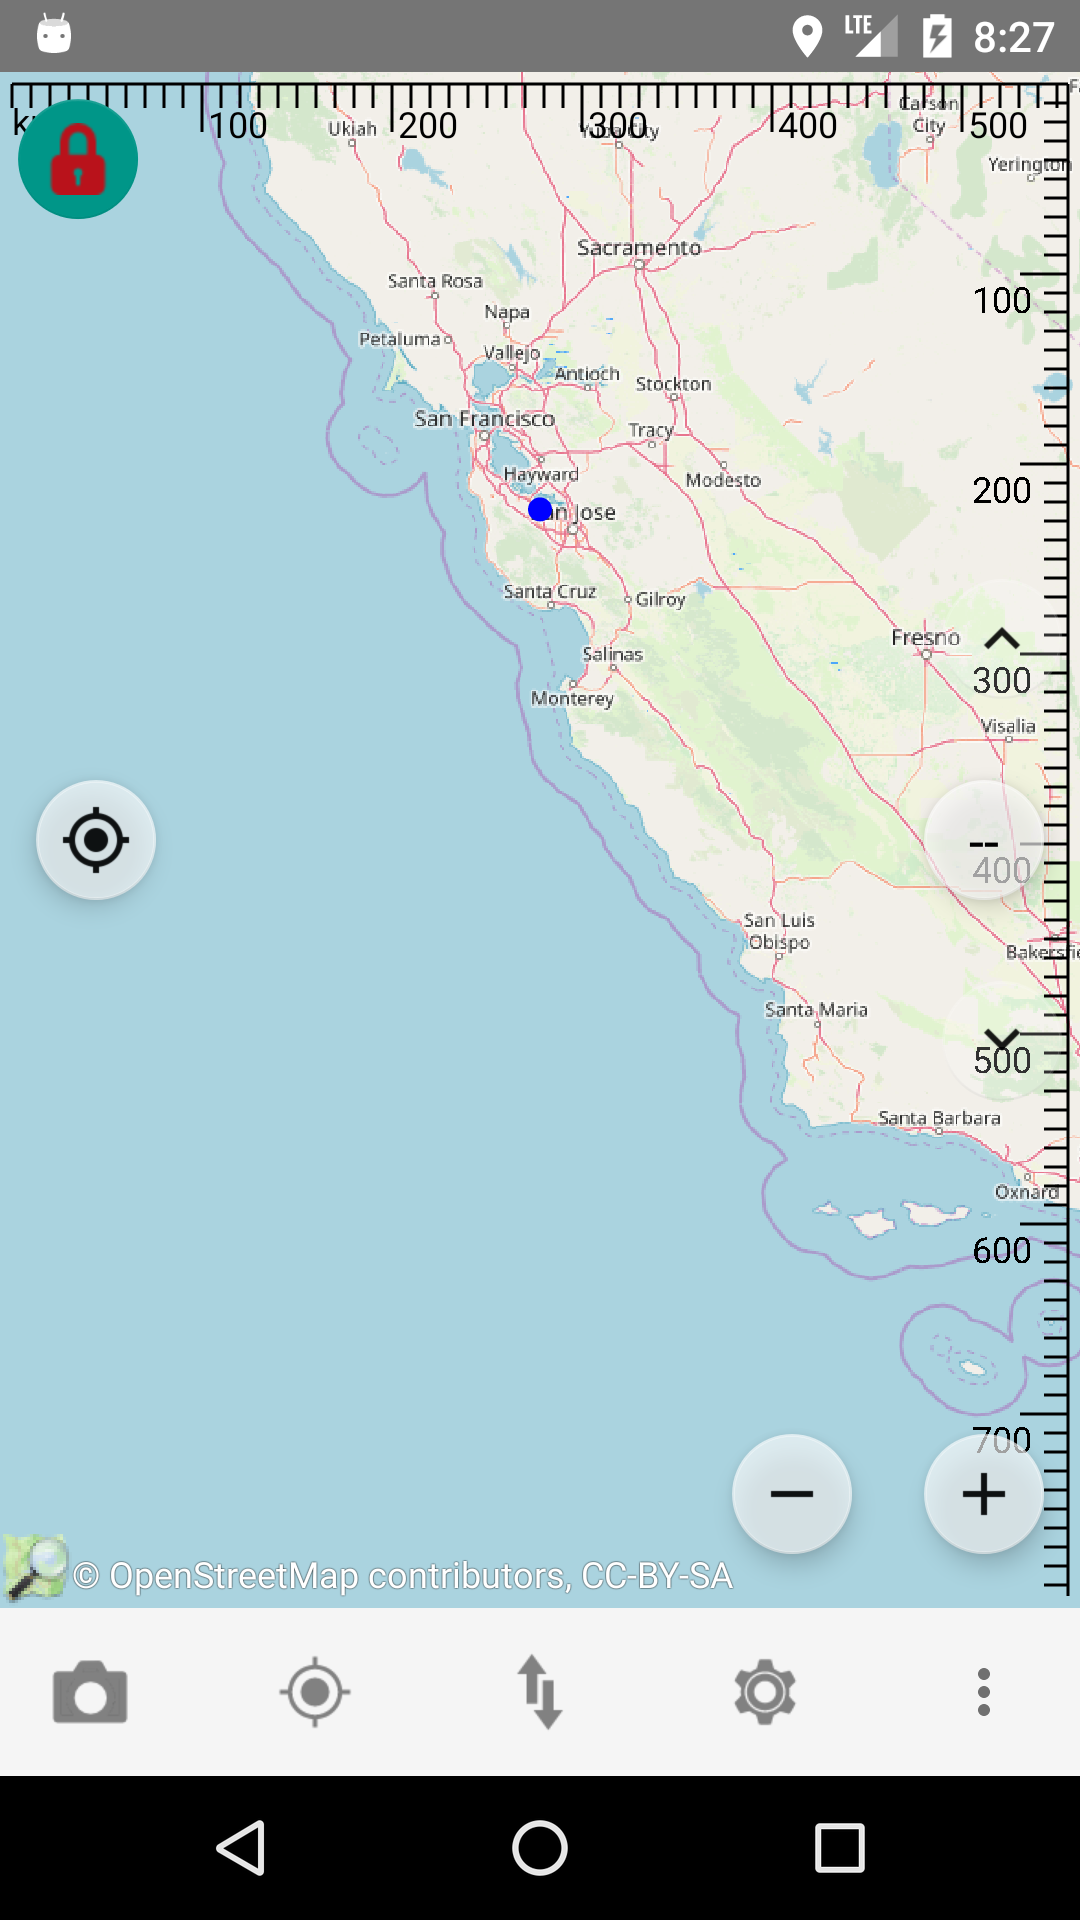 LTE 8:27
100 200 300 400 500
Ukiah
Yuba City
Carson
City
Yerington
Sacramento
Santa Rosa
100
Napa
Petaluma
Vallejo
Antioch
Stockton
San Francisco
Tracy
Hayward
Modesto
200
San Jose
Santa Cruz
Gilroy
Fresno
Salinas
300
Monterey
Visalia
--
400
San Luis
Obispo
Santa Maria
500
Santa Barbara
Oxnard
600
700
© OpenStreetMap contributors, CC-BY-SA